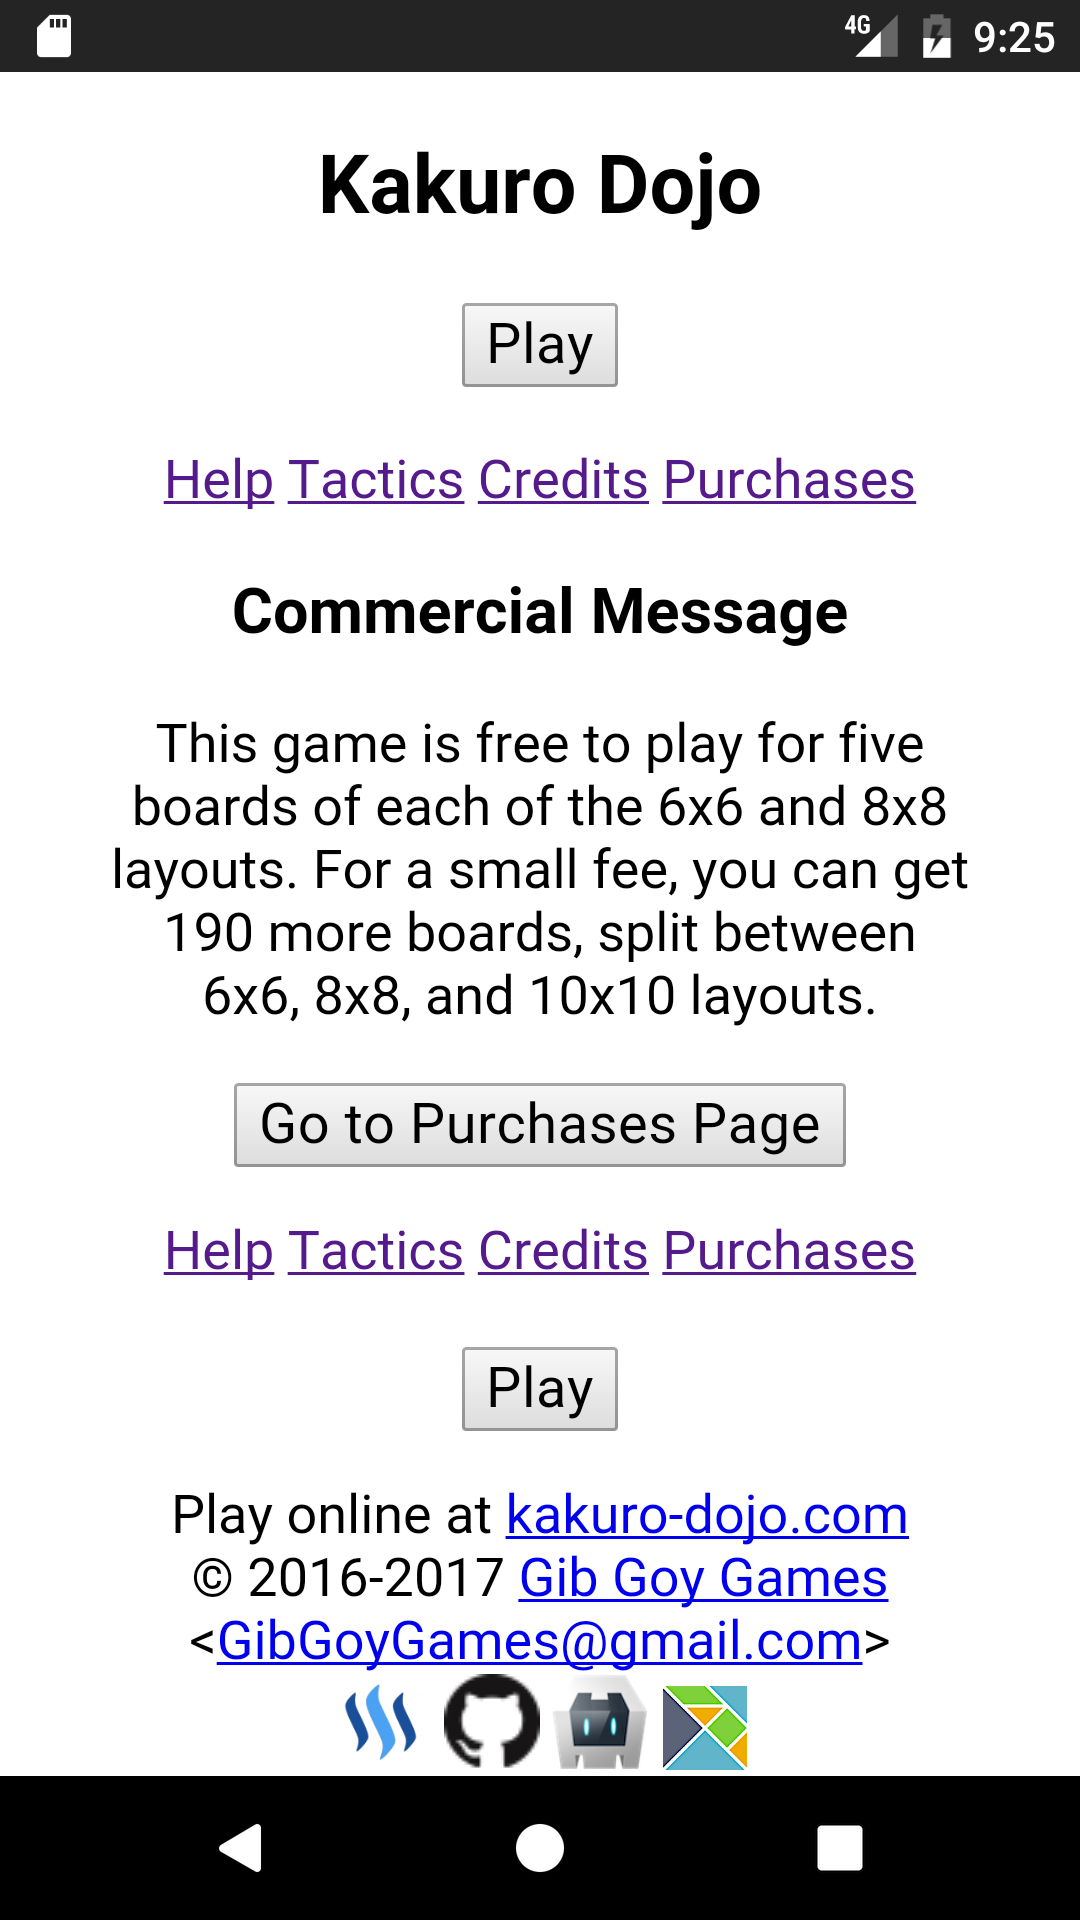 4G 9:25
Kakuro Dojo
Play
Help Tactics Credits Purchases
Commercial Message
This game is free to play for five
boards of each of the 6x6 and 8x8
layouts. For a small fee, you can get
190 more boards, split between
6x6, 8x8, and 10x10 layouts.
Go to Purchases Page
Help Tactics Credits Purchases
Play
Play online at kakuro-dojo.com
© 2016-2017 Gib Goy Games
<GibGoyGames@gmail.com>